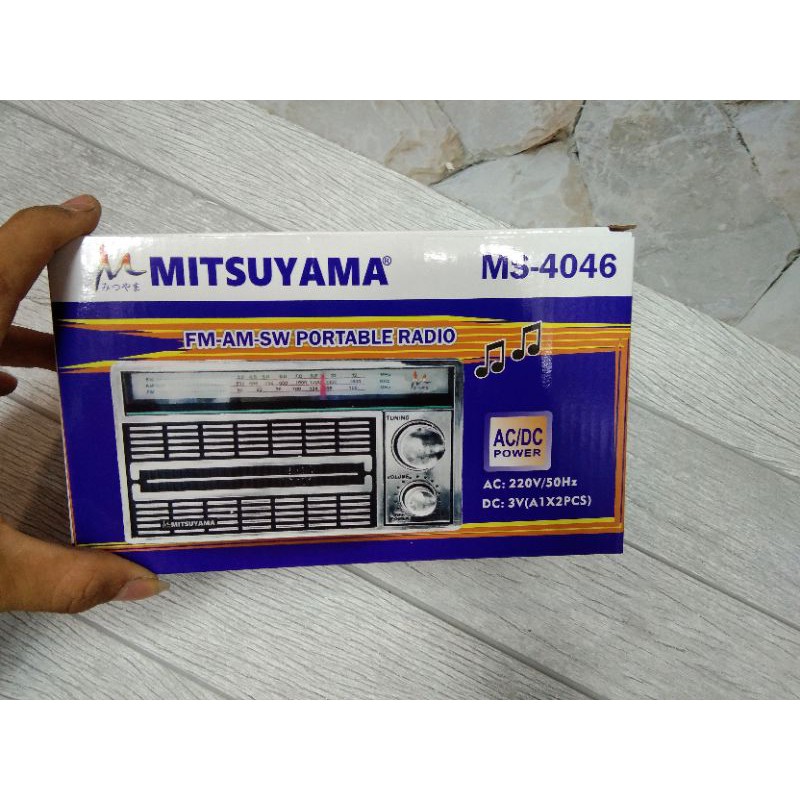 MITSUYAMA®
みつやま
MS-4046
FM-AM-SW PORTABLE RADIO
TUNING
VOLUME
MITSUYAMA
AC/DC
POWER
AC: 220V/50Hz
DC: 3V(A1X2PCS)